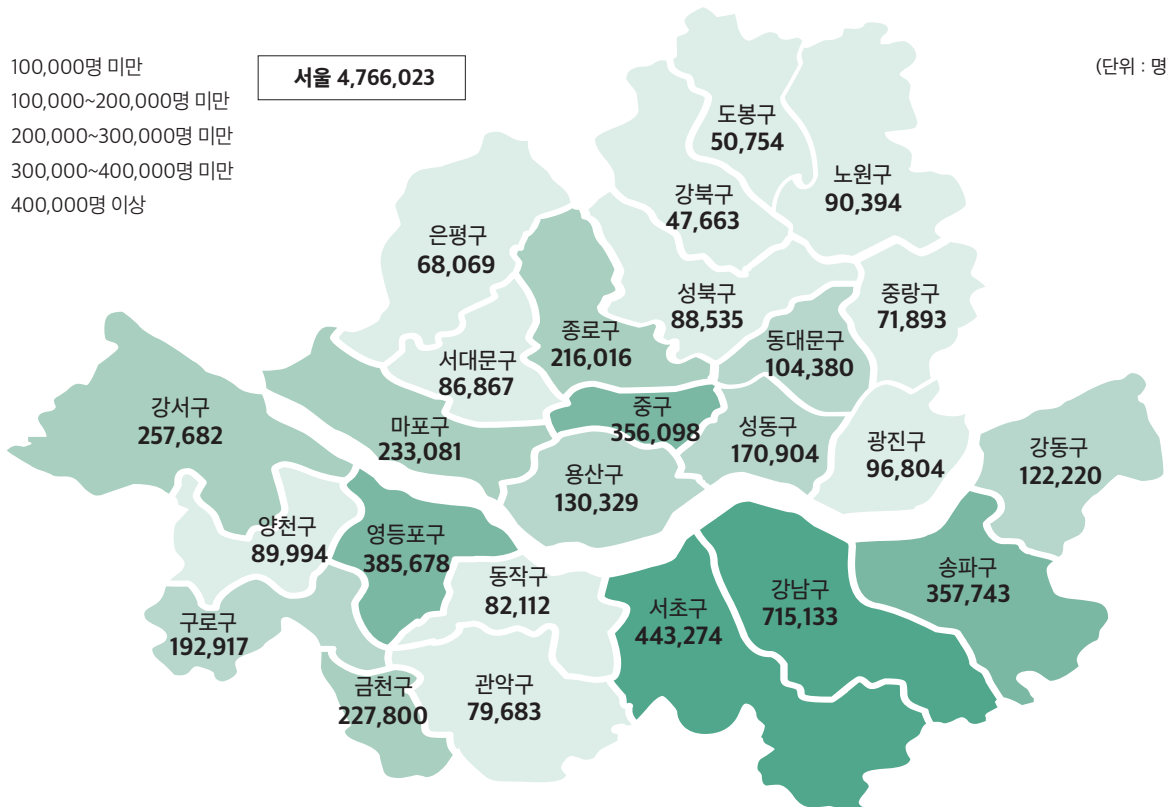 100,000명 미만
100,000~200,000명 미만
200,000~300,000명 미만
300,000~400,000명 미만
400,000명 이상
서울 4,766,023
(단위 : 명
도봉구
50,754
노원구
90,394
강북구
47,663
은평구
68,069
성북구
88,535
중랑구
71,893
종로구
216,016
동대문구
104,380
서대문구
86,867
강서구
257,682
마포구
233,081
중구
356,098
성동구
170,904
광진구
96,804
강동구
122,220
용산구
130,329
양천구
89,994
영등포구
385,678
동작구
82,112
서초구
443,274
강남구
715,133
송파구
357,743
구로구
192,917
금천구
227,800
관악구
79,683